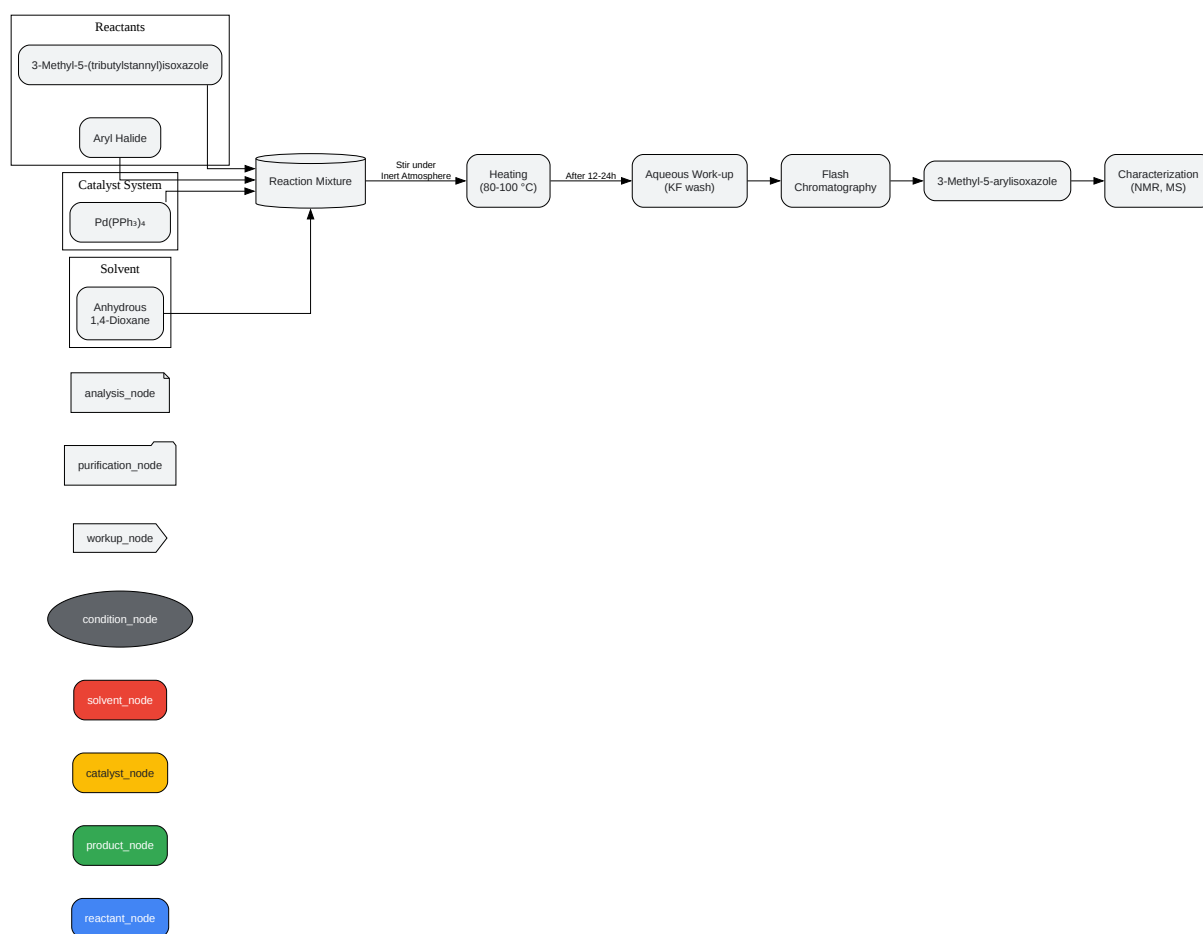 Reactants
3-Methyl-5-(tributylstannyl)isoxazole
Aryl Halide
Catalyst System
Pd(PPh₃)₄
Solvent
Anhydrous
1,4-Dioxane
Reaction Mixture
Stir under
Inert Atmosphere
Heating
(80-100 °C)
After 12-24h
Aqueous Work-up
(KF wash)
Flash
Chromatography
3-Methyl-5-arylisoxazole
Characterization
(NMR, MS)
analysis_node
purification_node
workup_node
condition_node
solvent_node
catalyst_node
product_node
reactant_node